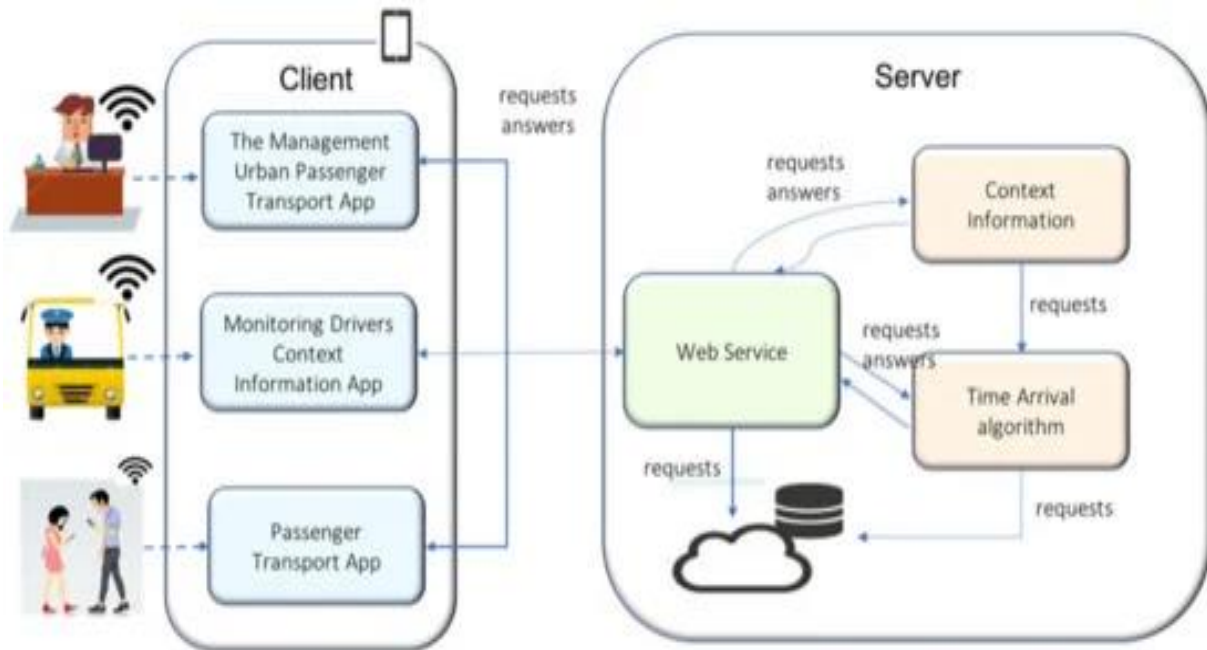 Client
The Management
Urban Passenger
Transport App
Monitoring Drivers
Context
Information App
Passenger
Transport App
requests
answers
Server
requests
answers
Context
Information
requests
Web Service
requests
answers
Time Arrival
algorithm
requests
requests